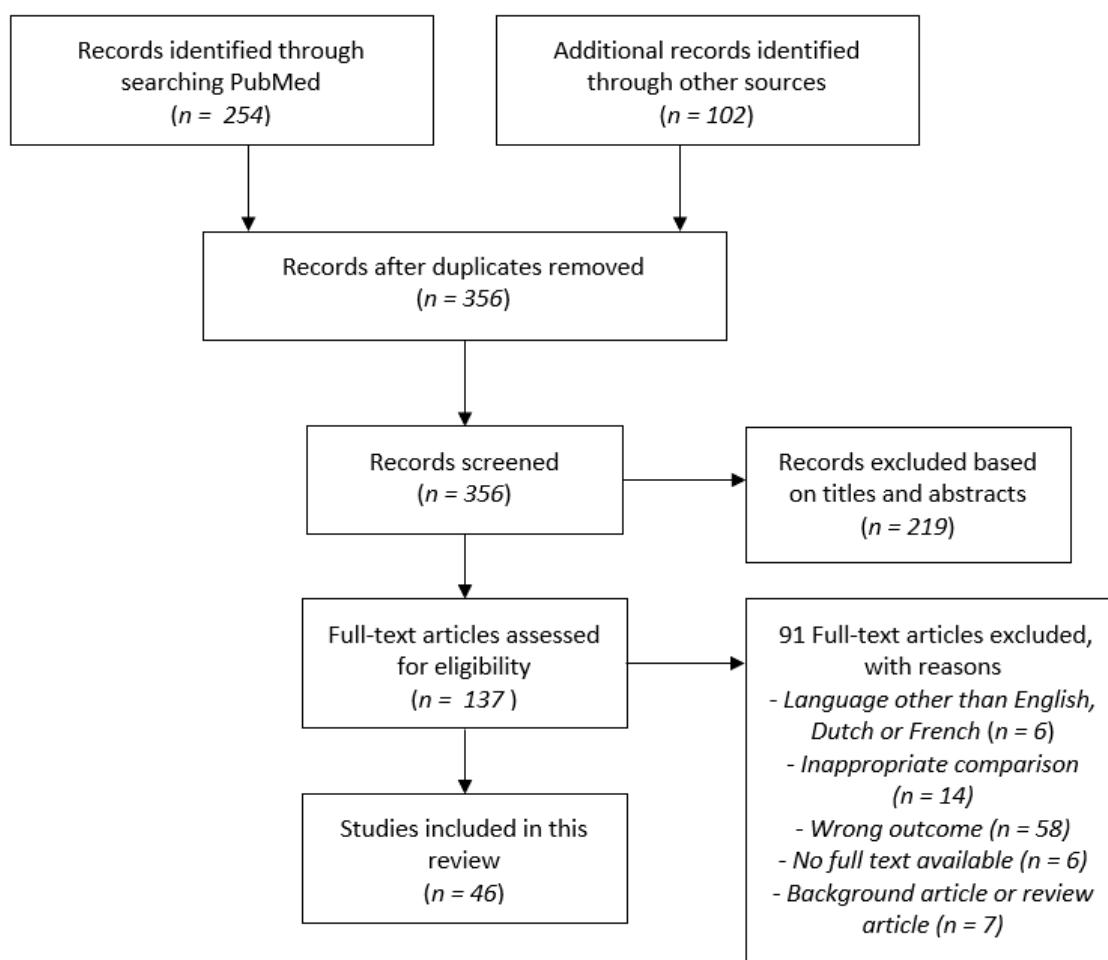 Records identified through
searching PubMed
(n = 254)
Additional records identified
through other sources
(n = 102)
Records after duplicates removed
(n = 356)
Records screened
(n = 356)
Records excluded based
on titles and abstracts
(n = 219)
Full-text articles assessed
for eligibility
(n = 137 )
91 Full-text articles excluded,
with reasons
- Language other than English,
Dutch or French (n = 6)
- Inappropriate comparison
(n = 14)
- Wrong outcome (n = 58)
- No full text available (n = 6)
- Background article or review
article (n = 7)
Studies included in this
review
(n = 46)